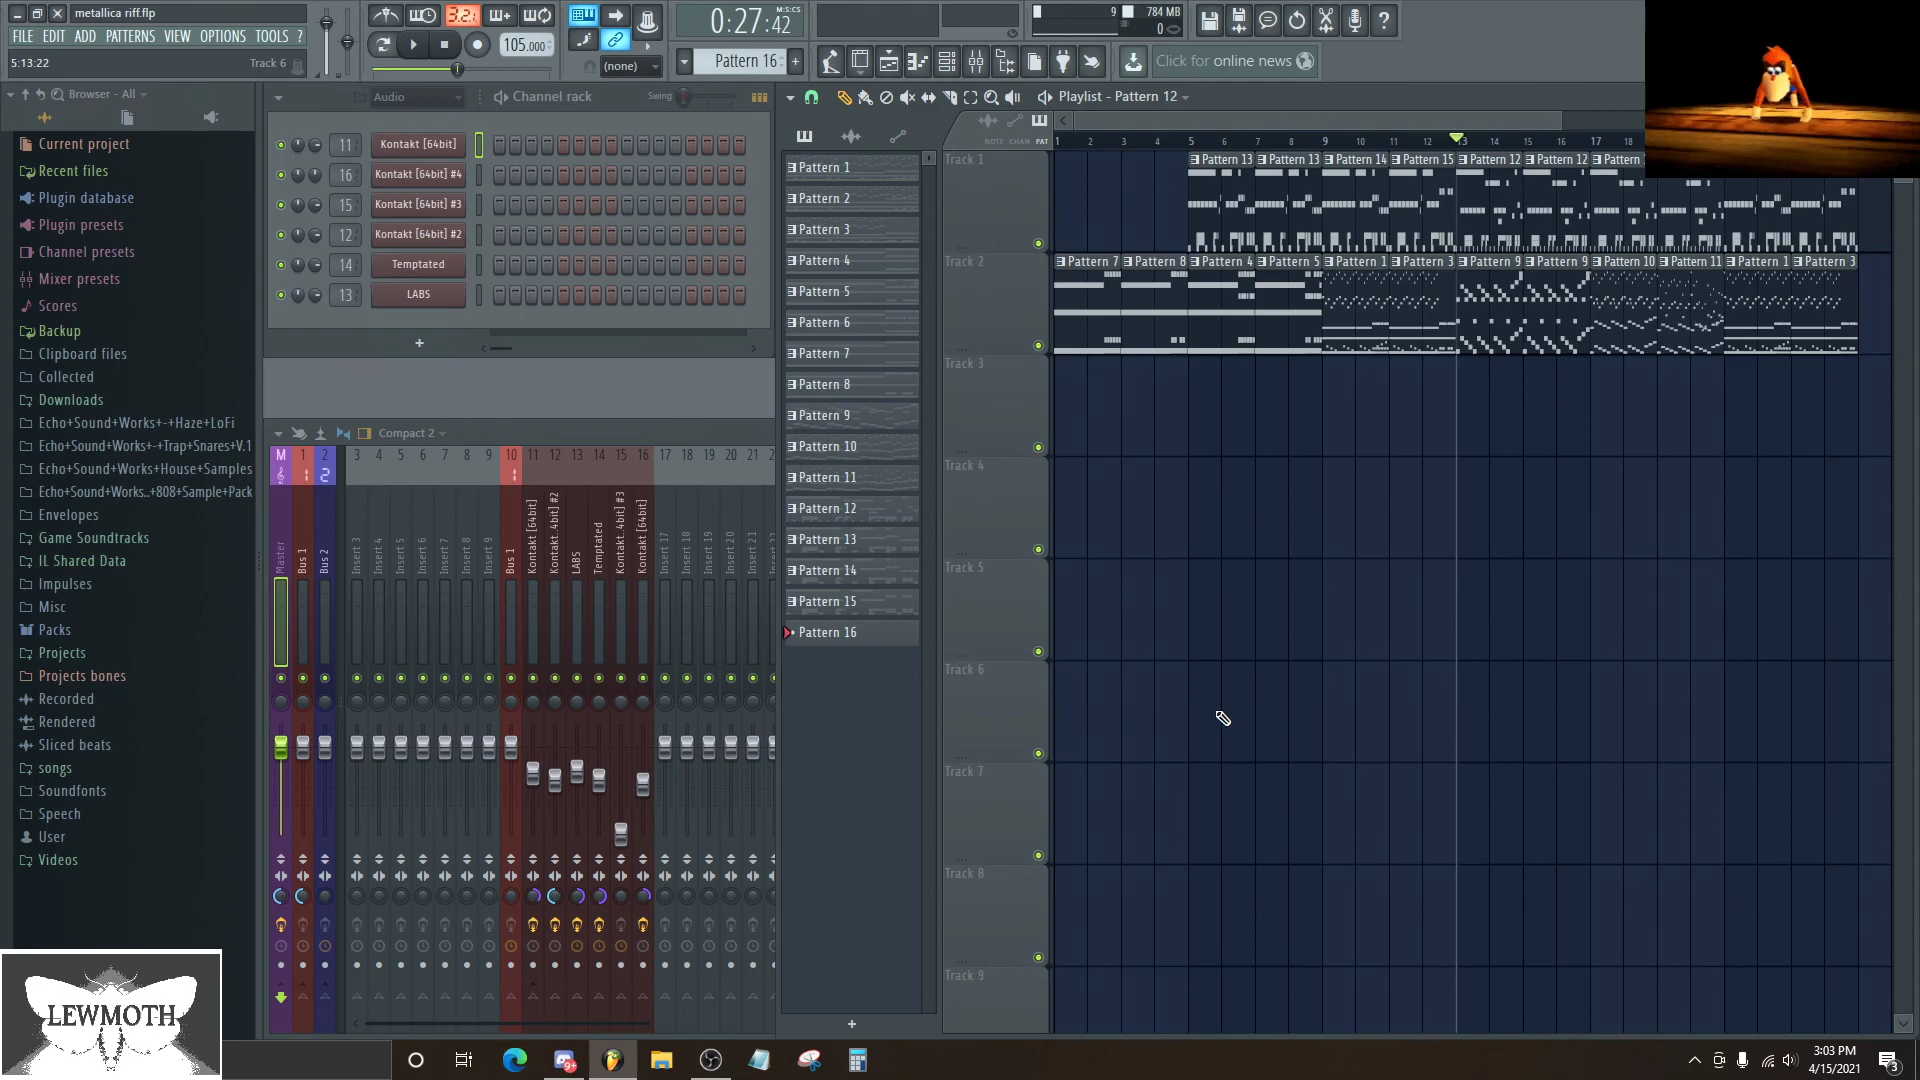 metallica riff.flp
FILE EDIT ADD PATTERNS VIEW OPTIONS TOOLS ?
5:13:22 Track 6
3.2.
105.000
(none)
0:27:42 M:S:CS
Pattern 16
9 784 MB
0
Click for online news
Browser - All
Current project
Recent files
Plugin database
Plugin presets
Channel presets
Mixer presets
Scores
Backup
Clipboard files
Collected
Downloads
Echo+Sound+Works+-+Haze+LoFi
Echo+Sound+Works+-+Trap+Snares+V.1
Echo+Sound+Works+House+Samples
Echo+Sound+Works..+808+Sample+Pack
Envelopes
Game Soundtracks
IL Shared Data
Impulses
Misc
Packs
Projects
Projects bones
Recorded
Rendered
Sliced beats
songs
Soundfonts
Speech
User
Videos
LEWMOTH
Audio Channel rack Swing
11 Kontakt [64bit]
16 Kontakt [64bit] #4
15 Kontakt [64bit] #3
12 Kontakt [64bit] #2
14 Temptated
13 LABS
+
Compact 2
M 1 2 3 4 5 6 7 8 9 10 11 12 13 14 15 16 17 18 19 20 21
Master
Bus 1
Bus 2
Insert 3
Insert 4
Insert 5
Insert 6
Insert 7
Insert 8
Insert 9
Bus 1
Kontakt [64bit]
Kontakt..4bit] #2
LABS
Temptated
Kontakt..4bit] #3
Kontakt [64bit]
Insert 17
Insert 18
Insert 19
Insert 20
Insert 21
Pattern 1
Pattern 2
Pattern 3
Pattern 4
Pattern 5
Pattern 6
Pattern 7
Pattern 8
Pattern 9
Pattern 10
Pattern 11
Pattern 12
Pattern 13
Pattern 14
Pattern 15
Pattern 16
+
Playlist - Pattern 12
NOTE CHAN PAT
1 2 3 4 5 6 7 8 9 10 11 12 13 14 15 16 17 18
Track 1
Pattern 13 Pattern 13 Pattern 14 Pattern 15 Pattern 12 Pattern 12 Pattern 1
Track 2
Pattern 7 Pattern 8 Pattern 4 Pattern 5 Pattern 1 Pattern 3 Pattern 9 Pattern 9 Pattern 10 Pattern 11 Pattern 1 Pattern 3
Track 3
Track 4
Track 5
Track 6
Track 7
Track 8
Track 9
3:03 PM
4/15/2021
3